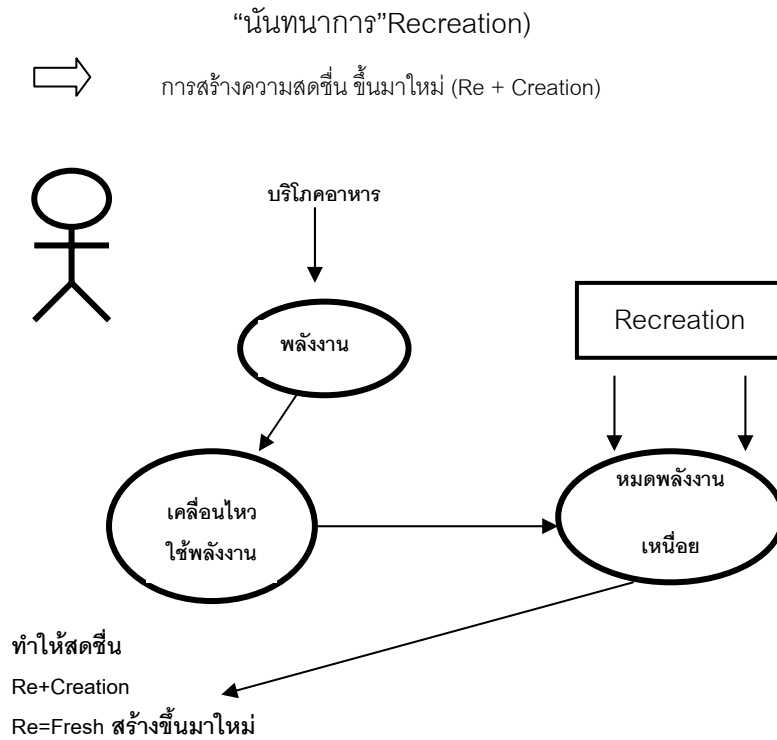 “นันทนาการ”Recreation)
การสร้างความสดชื่น ขึ้นมาใหม่ (Re + Creation)
บริโภคอาหาร
พลังงาน
Recreation
เคลื่อนไหว
ใช้พลังงาน
หมดพลังงาน
เหนื่อย
ทำให้สดชื่น
Re+Creation
Re=Fresh สร้างขึ้นมาใหม่